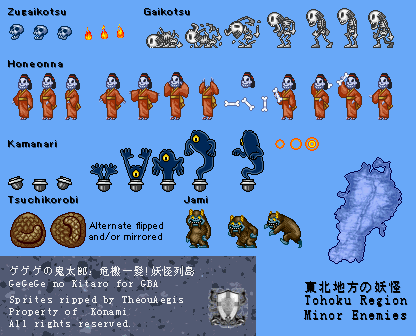 Zugaikotsu
Gaikotsu
Honeonna
Kamanari
Tsuchikorobi
Jami
Alternate flipped
and/or mirrored
ゲゲゲの鬼太郎: 危機一髪!妖怪列島
GeGeGe no Kitaro for GBA
Sprites ripped by TheouAegis
Property of Konami
All rights reserved.
東北地方の妖怪
Tohoku Region
Minor Enemies